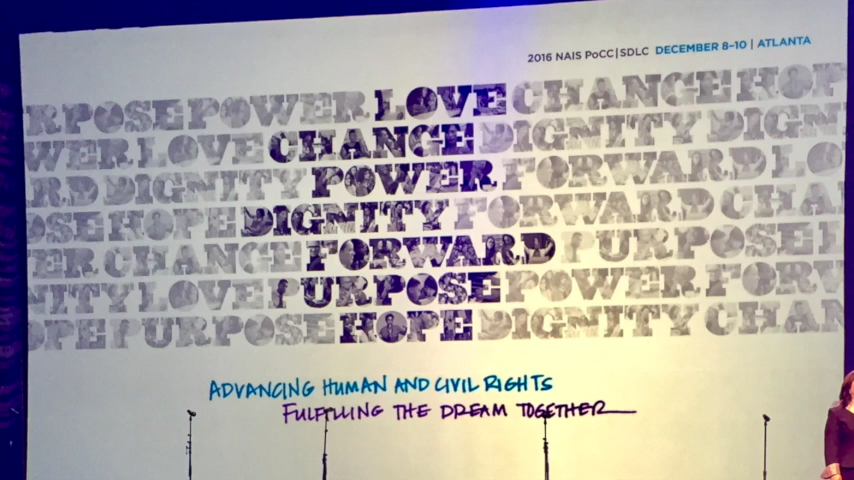 2016 NAIS PoCC|SDLC DECEMBER 8–10 | ATLANTA
RPOSE POWER LOVE CHANGE HOP
WER LOVE CHANGE DIGNITY DIGN
RD DIGNITY POWER FORWARD LO
OSE HOPE DIGNITY FORWARD CHA
ER CHANGE FORWARD PURPOSE
NITY LOVE PURPOSE POWER FORW
OPE PURPOSE HOPE DIGNITY CHAN
ADVANCING HUMAN AND CIVIL RIGHTS
FULFILLING THE DREAM TOGETHER